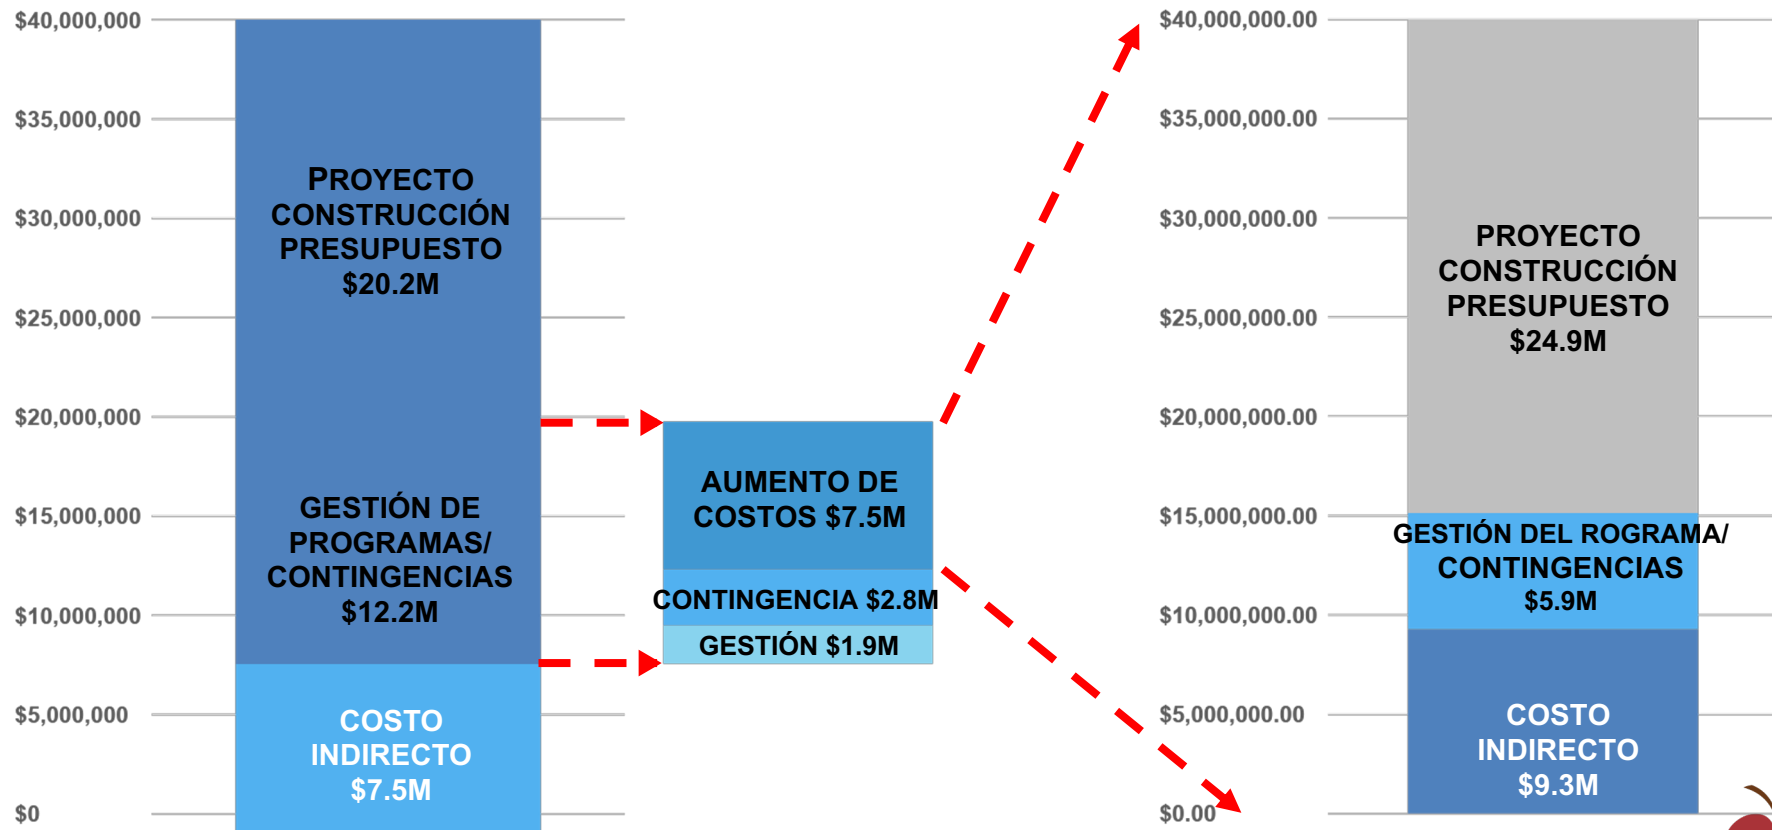 $40,000,000
$35,000,000
$30,000,000
$25,000,000
$20,000,000
$15,000,000
$10,000,000
$5,000,000
$0
PROYECTO
CONSTRUCCIÓN
PRESUPUESTO
$20.2M
GESTIÓN DE
PROGRAMAS/
CONTINGENCIAS
$12.2M
COSTO
INDIRECTO
$7.5M
AUMENTO DE
COSTOS $7.5M
CONTINGENCIA $2.8M
GESTIÓN $1.9M
$40,000,000.00
$35,000,000.00
$30,000,000.00
$25,000,000.00
$20,000,000.00
$15,000,000.00
$10,000,000.00
$5,000,000.00
$0.00
PROYECTO
CONSTRUCCIÓN
PRESUPUESTO
$24.9M
GESTIÓN DEL ROGRAMA/
CONTINGENCIAS
$5.9M
COSTO
INDIRECTO
$9.3M